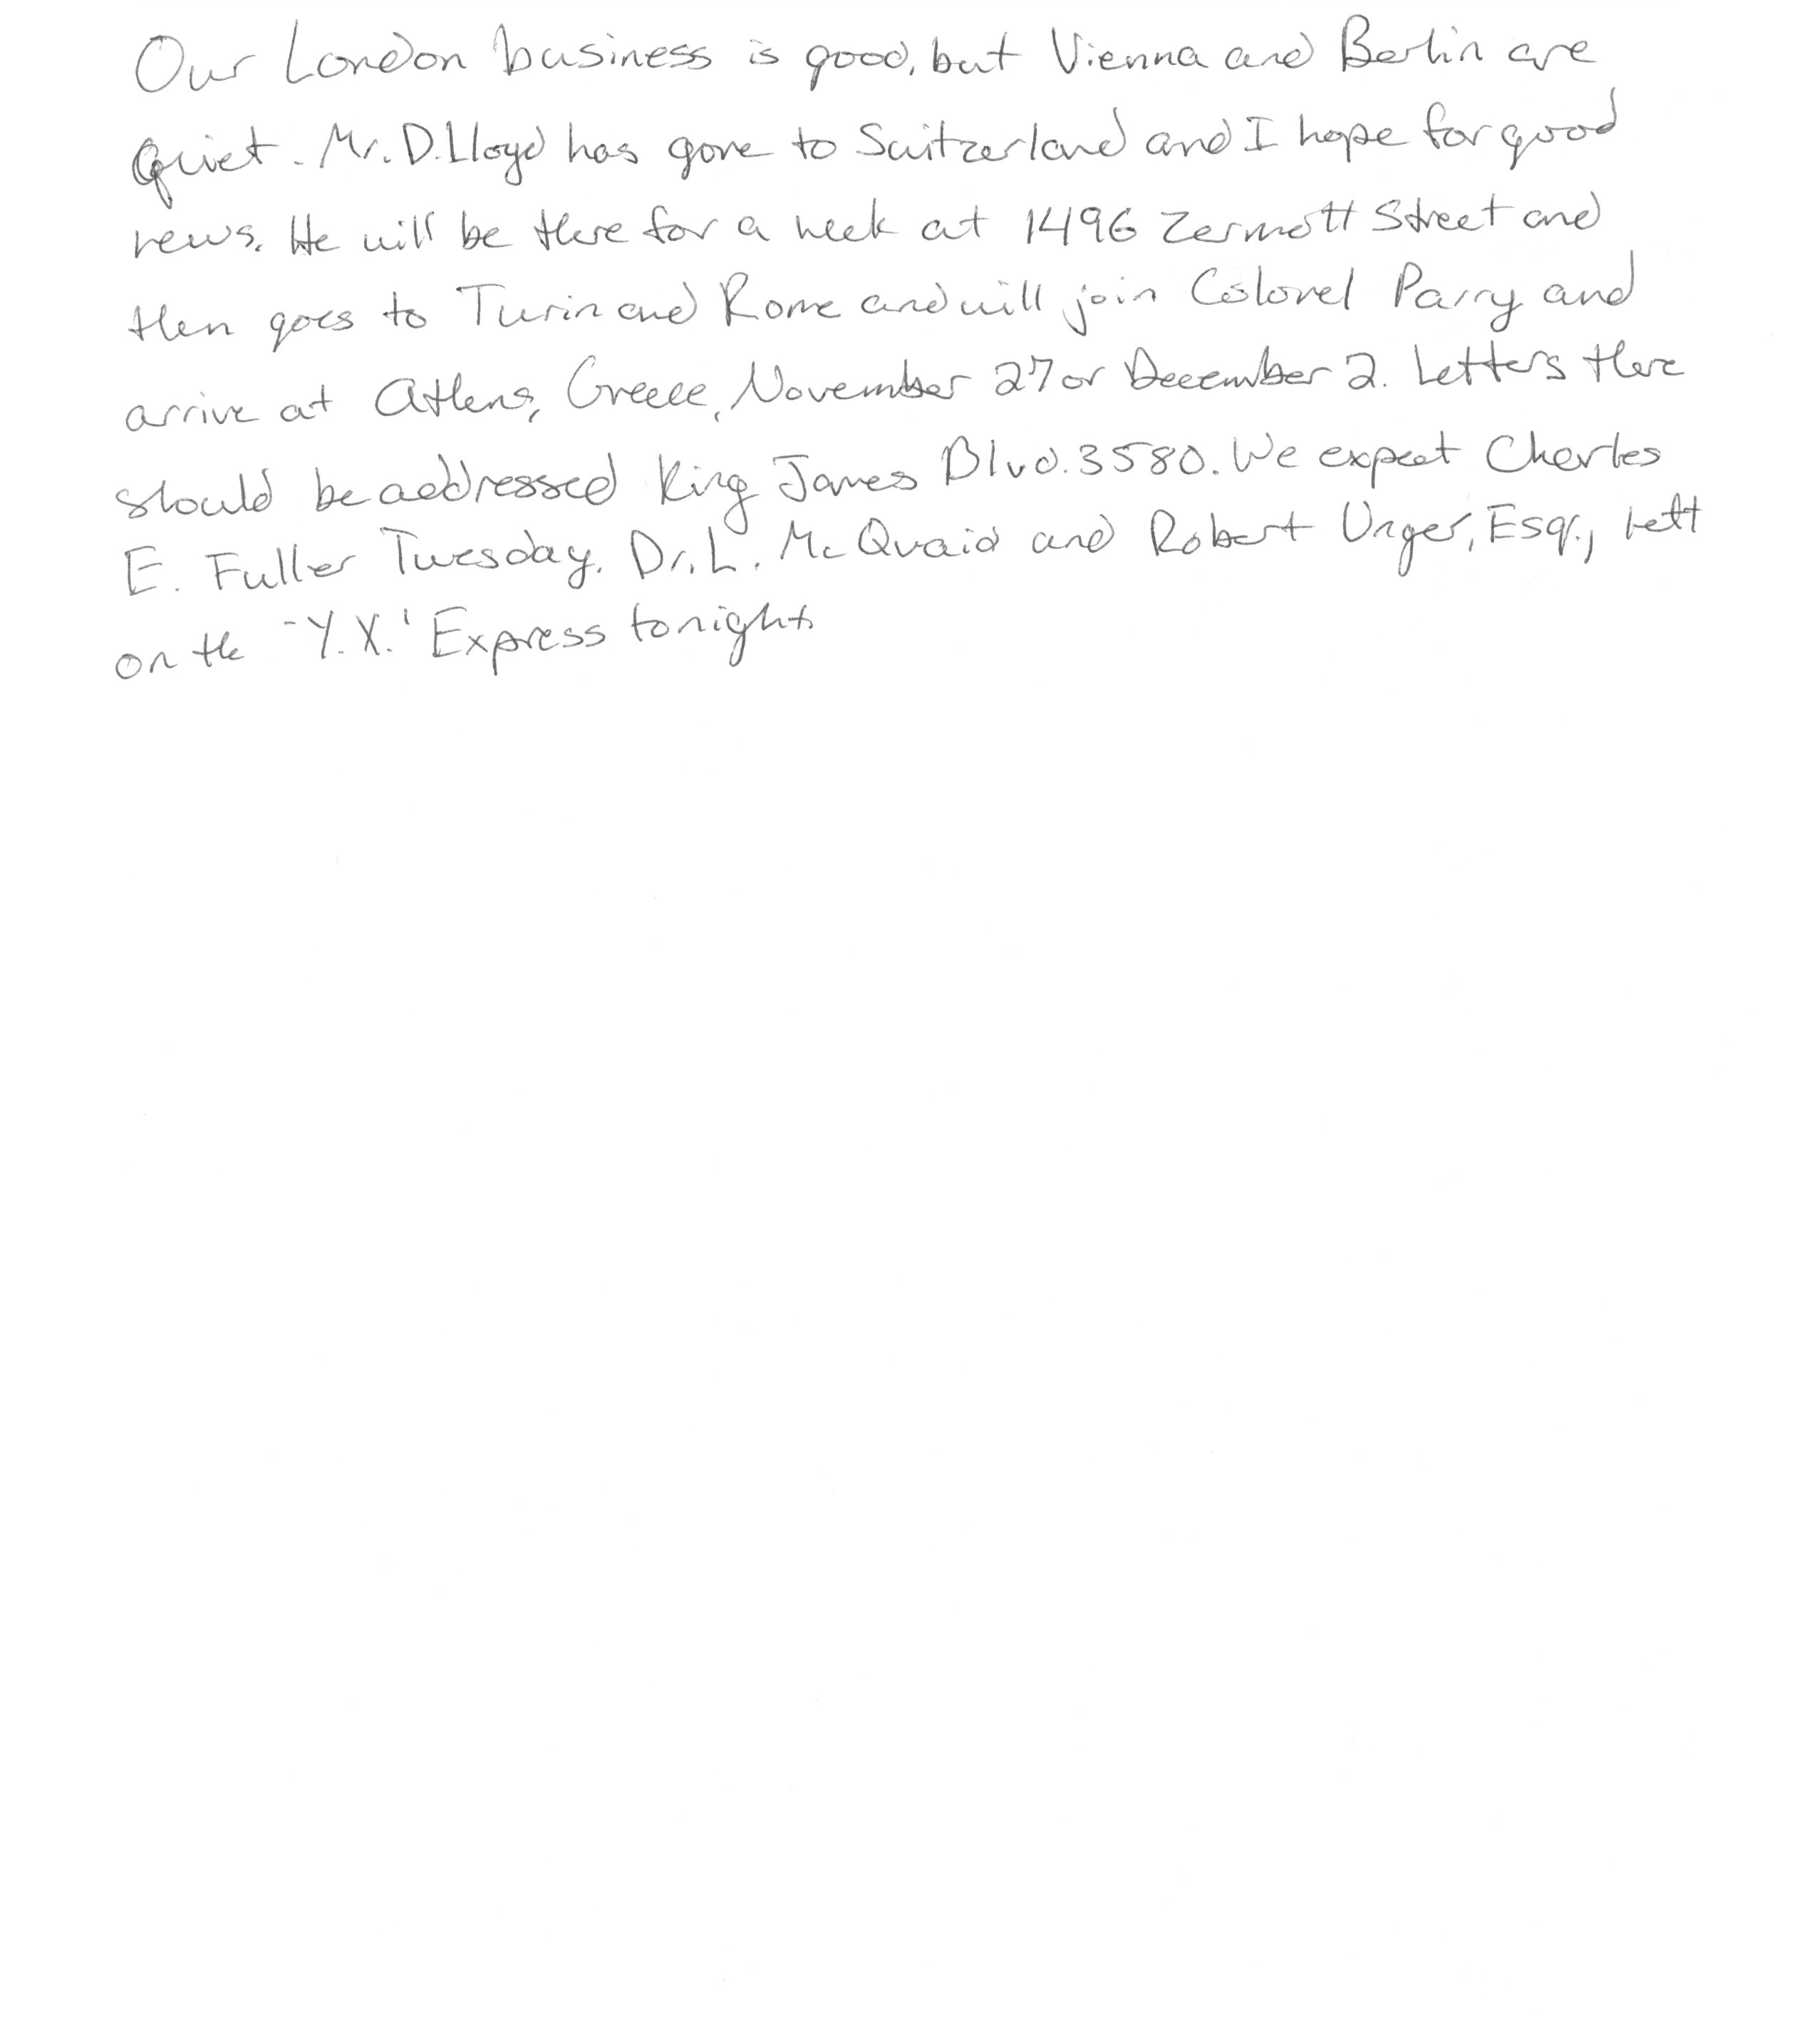 Our London business is good, but Vienna and Berlin are
quiet. Mr. D. Lloyd has gone to Switzerland and I hope for good
news. He will be there for a week at 1496 Zermott Street and
then goes to Turin and Rome and will join Colonel Parry and
arrive at Athens, Greece, November 27 or December 2. Letters there
should be addressed King James Blvd. 3580. We expect Charles
E. Fuller Tuesday. Dr. L. McQuaid and Robert Unger, Esq., left
on the "Y.X." Express tonight.